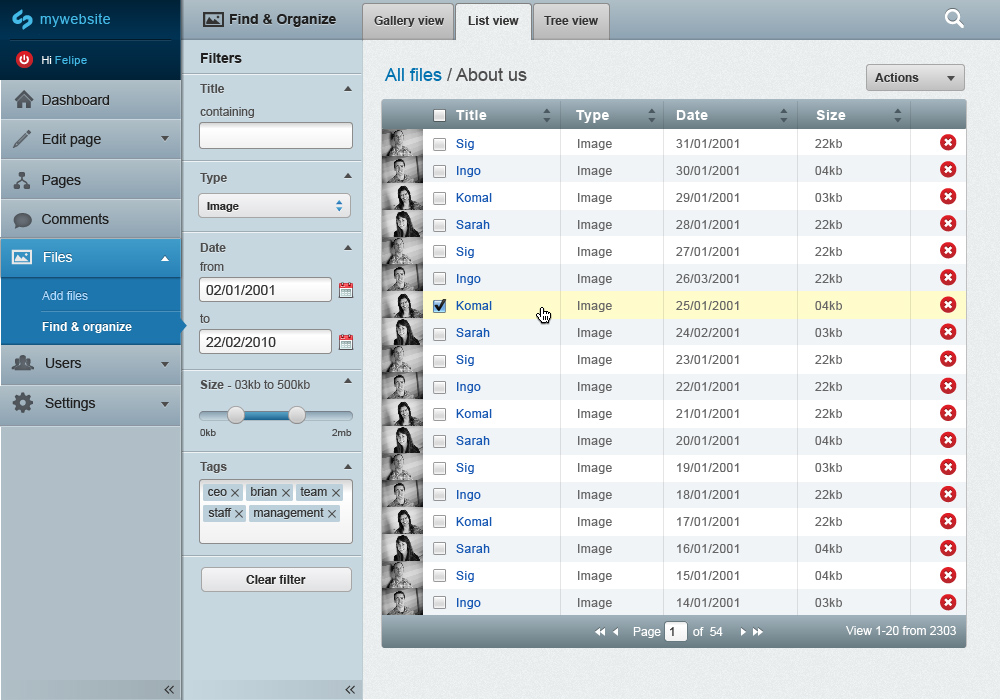 mywebsite
Hi Felipe
Dashboard
Edit page
Pages
Comments
Files
Add files
Find & organize
Users
Settings
Find & Organize
Filters
Title
containing
Type
Image
Date
from
02/01/2001
to
22/02/2010
Size - 03kb to 500kb
0kb 2mb
Tags
ceo brian team
staff management
Clear filter
Gallery view List view Tree view
All files / About us
Actions
Title Type Date Size
Sig Image 31/01/2001 22kb
Ingo Image 30/01/2001 04kb
Komal Image 29/01/2001 03kb
Sarah Image 28/01/2001 22kb
Sig Image 27/01/2001 22kb
Ingo Image 26/03/2001 22kb
Komal Image 25/01/2001 04kb
Sarah Image 24/02/2001 03kb
Sig Image 23/01/2001 22kb
Ingo Image 22/01/2001 22kb
Komal Image 21/01/2001 22kb
Sarah Image 20/01/2001 04kb
Sig Image 19/01/2001 03kb
Ingo Image 18/01/2001 22kb
Komal Image 17/01/2001 22kb
Sarah Image 16/01/2001 04kb
Sig Image 15/01/2001 04kb
Ingo Image 14/01/2001 03kb
Page 1 of 54 View 1-20 from 2303